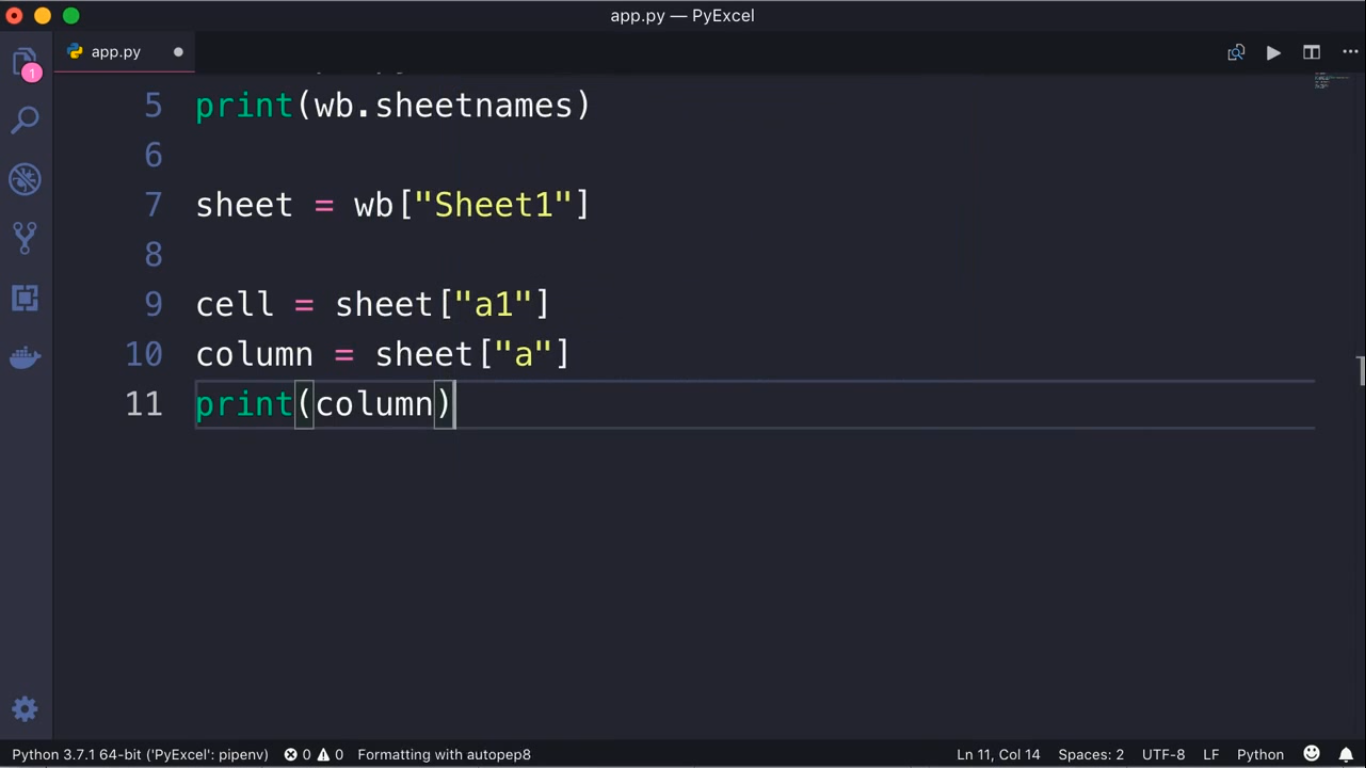 app.py — PyExcel
app.py
1
5 print(wb.sheetnames)
6
7 sheet = wb["Sheet1"]
8
9 cell = sheet["a1"]
10 column = sheet["a"]
11 print(column)
Python 3.7.1 64-bit ('PyExcel': pipenv) 0 0 Formatting with autopep8 Ln 11, Col 14 Spaces: 2 UTF-8 LF Python